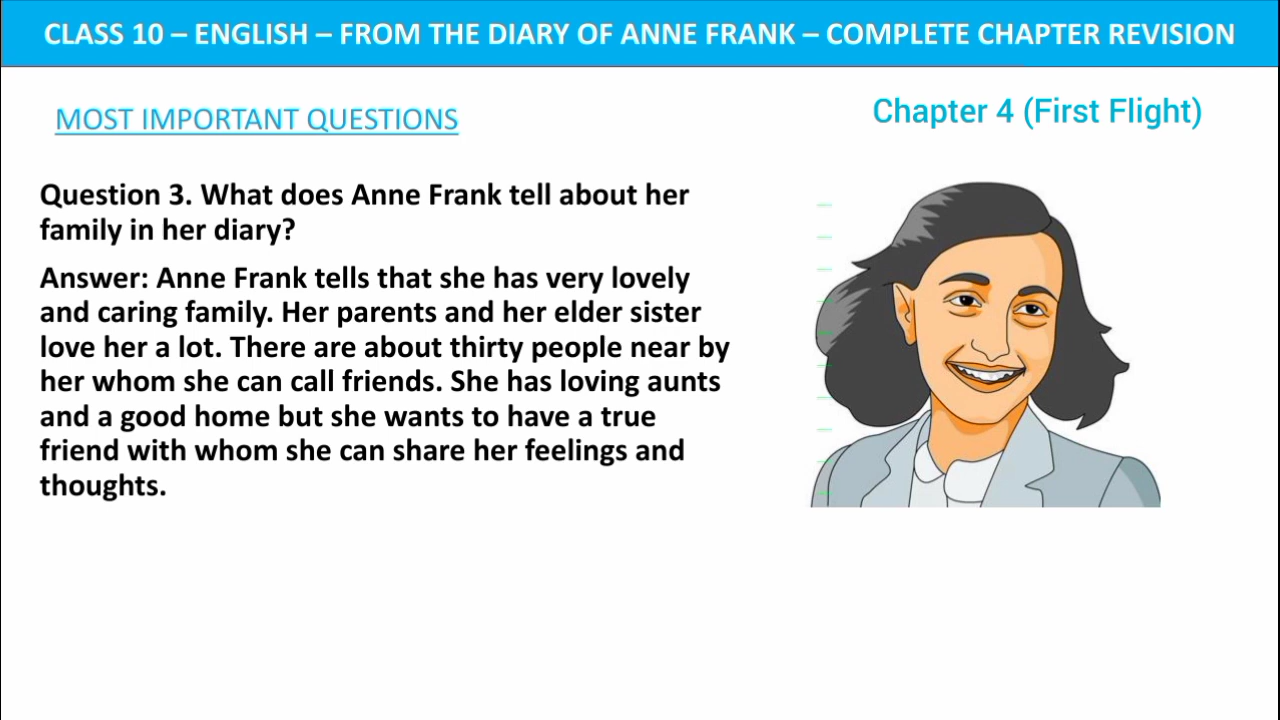 CLASS 10 – ENGLISH – FROM THE DIARY OF ANNE FRANK – COMPLETE CHAPTER REVISION
MOST IMPORTANT QUESTIONS
Chapter 4 (First Flight)
Question 3. What does Anne Frank tell about her
family in her diary?
Answer: Anne Frank tells that she has very lovely
and caring family. Her parents and her elder sister
love her a lot. There are about thirty people near by
her whom she can call friends. She has loving aunts
and a good home but she wants to have a true
friend with whom she can share her feelings and
thoughts.